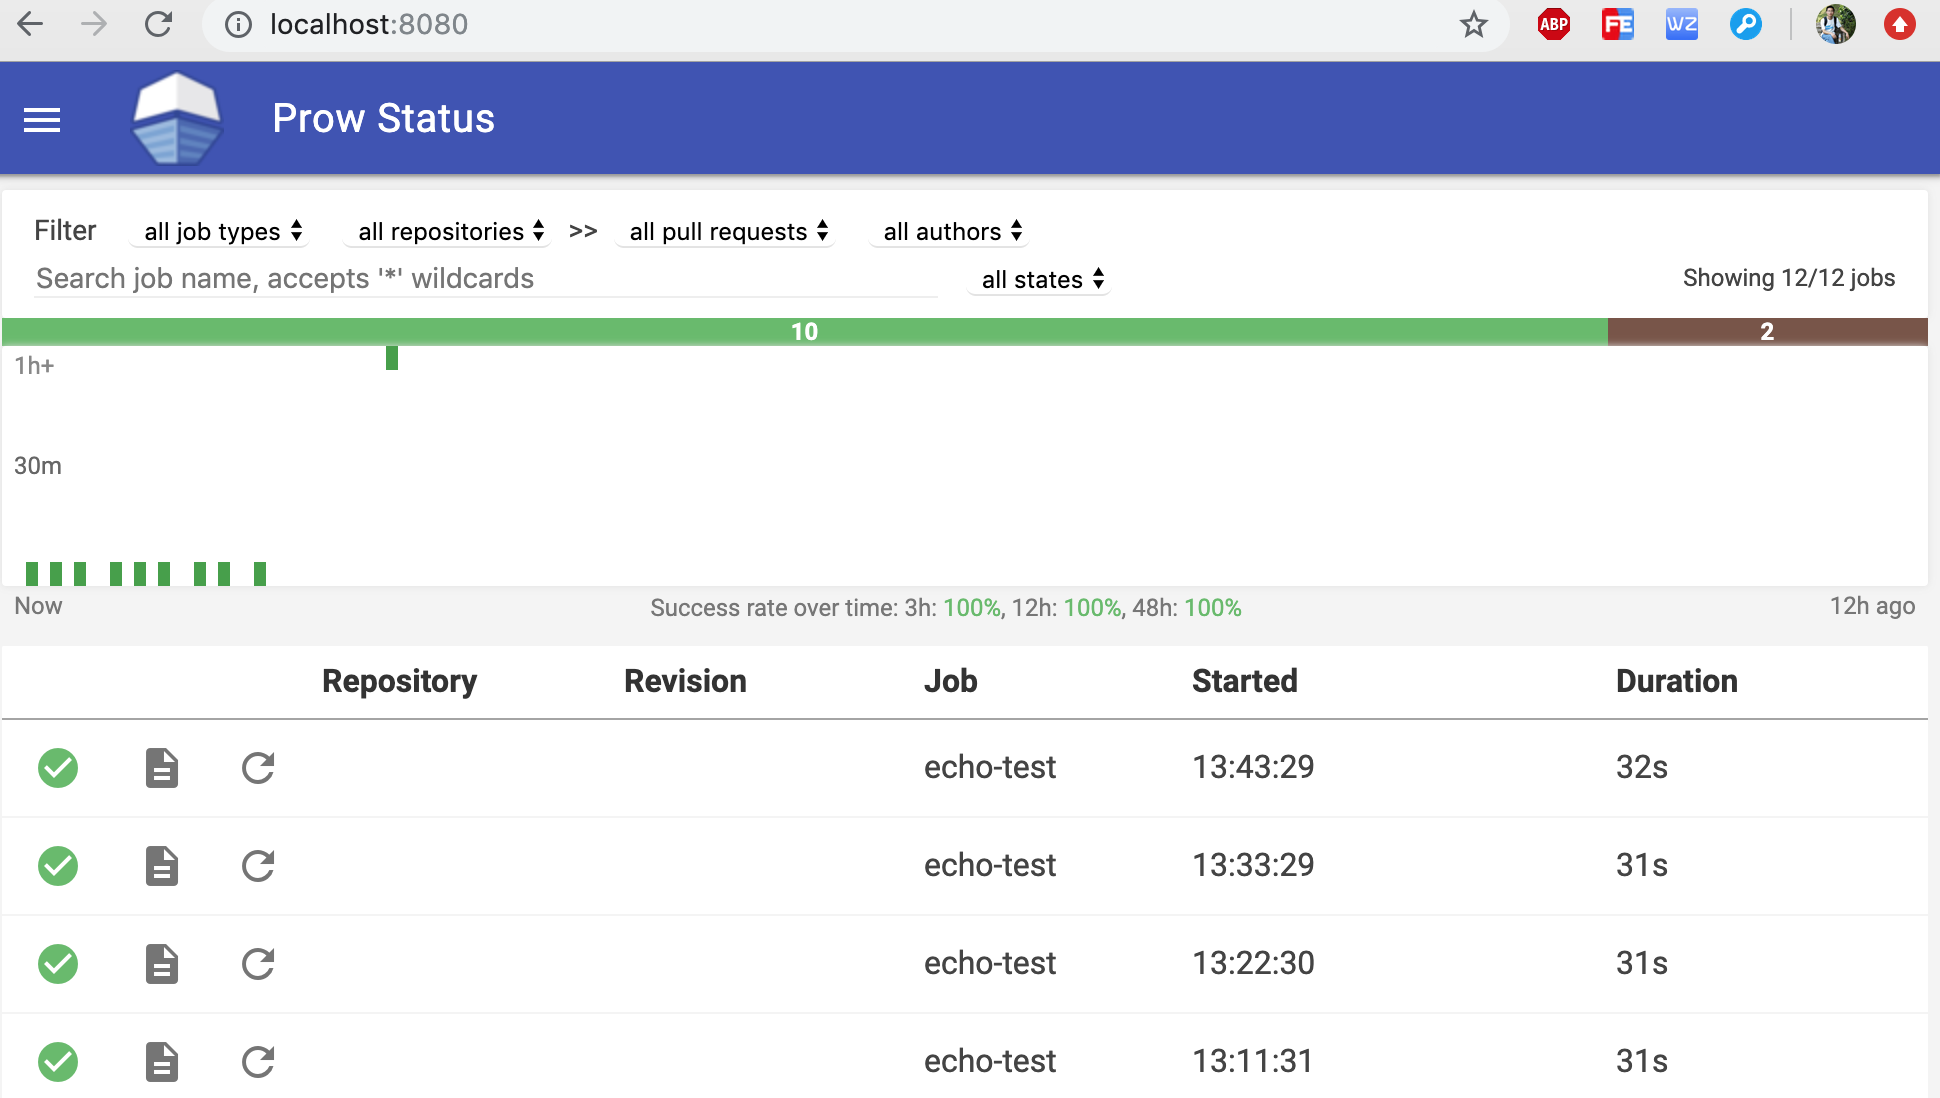 localhost:8080
ABP FE WZ
Prow Status
Filter all job types all repositories >> all pull requests all authors
Search job name, accepts '*' wildcards all states Showing 12/12 jobs
10 2
1h+
30m
Now Success rate over time: 3h: 100%, 12h: 100%, 48h: 100% 12h ago
Repository Revision Job Started Duration
echo-test 13:43:29 32s
echo-test 13:33:29 31s
echo-test 13:22:30 31s
echo-test 13:11:31 31s